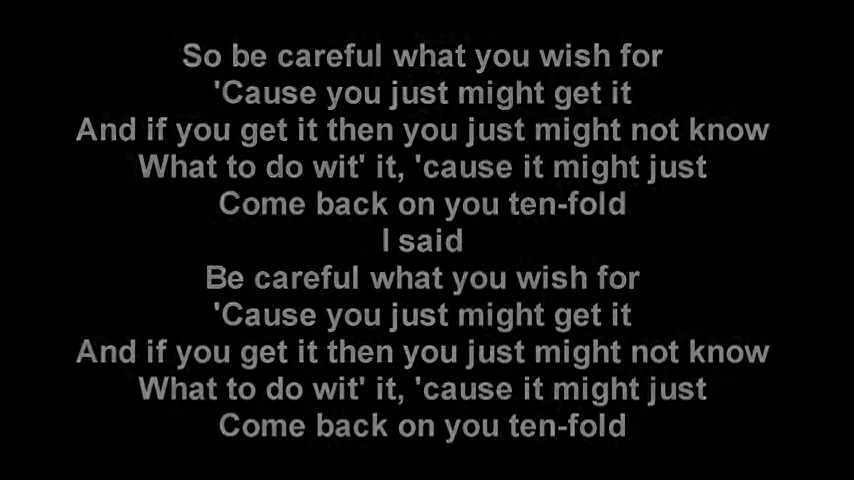 So be careful what you wish for
'Cause you just might get it
And if you get it then you just might not know
What to do wit' it, 'cause it might just
Come back on you ten-fold
I said
Be careful what you wish for
'Cause you just might get it
And if you get it then you just might not know
What to do wit' it, 'cause it might just
Come back on you ten-fold